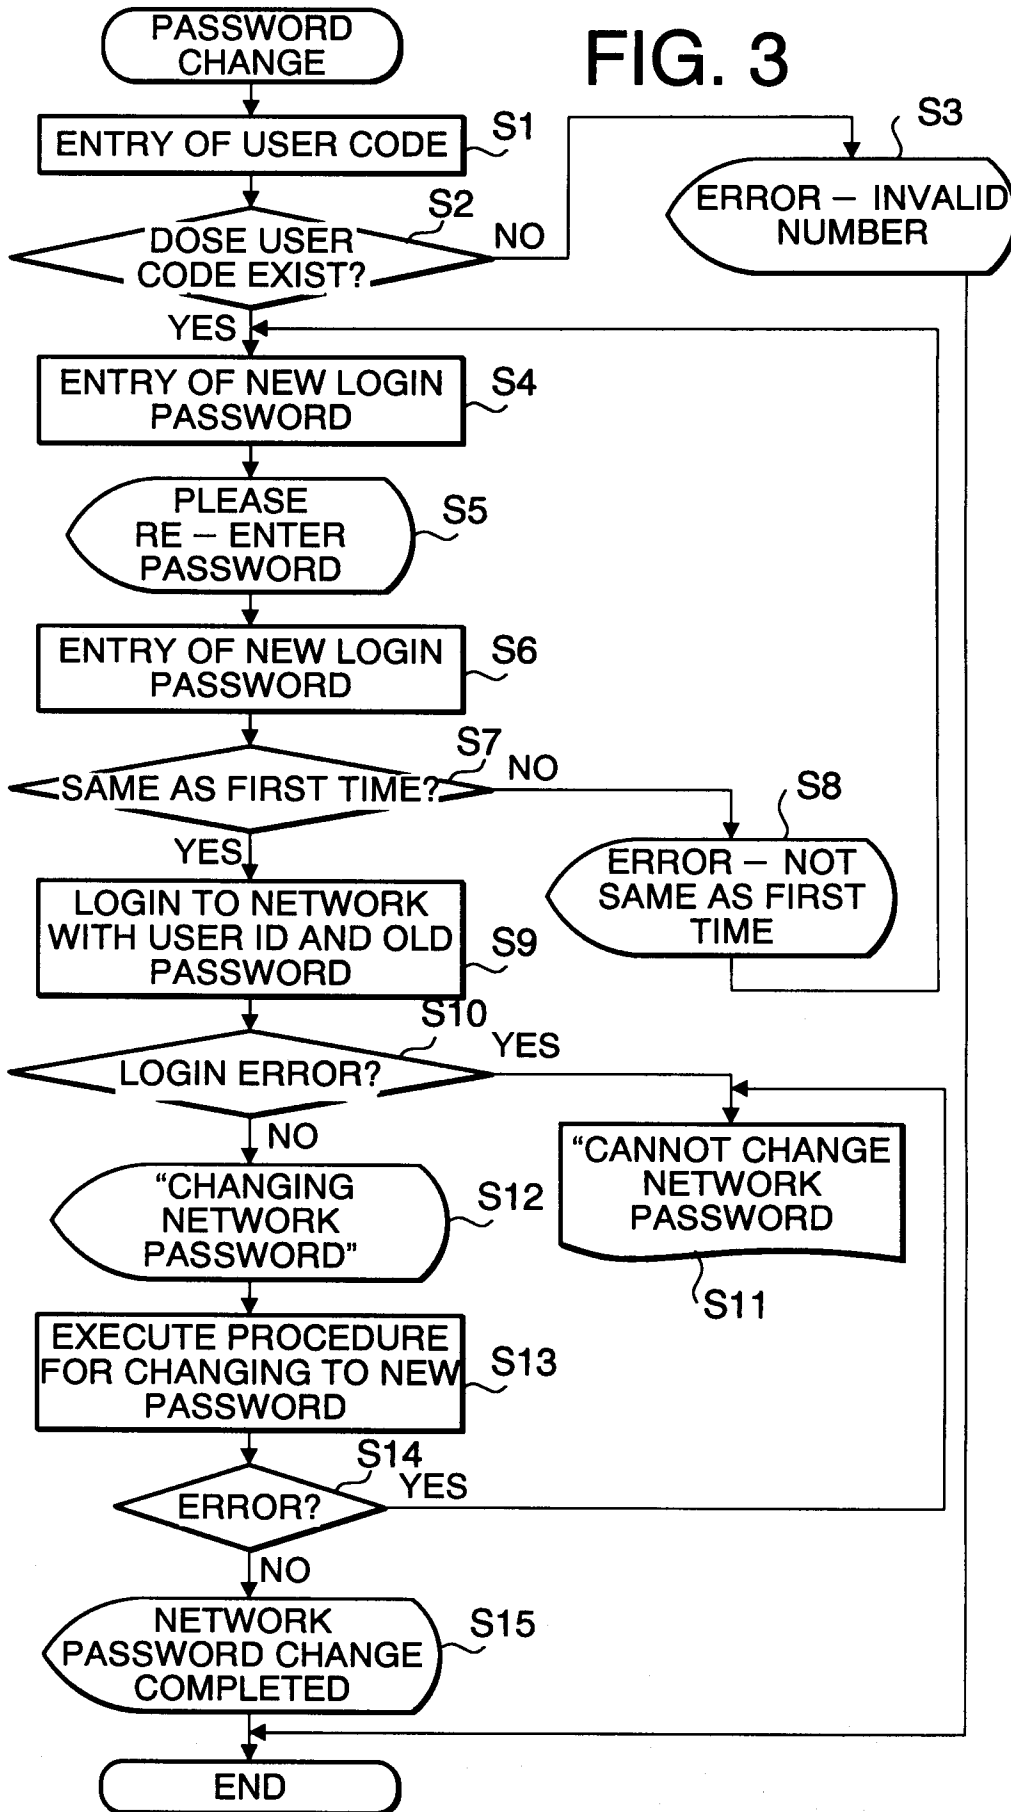 PASSWORD
CHANGE
FIG. 3
ENTRY OF USER CODE
S1
S2
DOSE USER
CODE EXIST?
NO
S3
ERROR – INVALID
NUMBER
YES
ENTRY OF NEW LOGIN
PASSWORD
S4
PLEASE
RE – ENTER
PASSWORD
S5
ENTRY OF NEW LOGIN
PASSWORD
S6
S7
SAME AS FIRST TIME?
NO
YES
S8
ERROR – NOT
SAME AS FIRST
TIME
LOGIN TO NETWORK
WITH USER ID AND OLD
PASSWORD
S9
S10
LOGIN ERROR?
YES
NO
“CANNOT CHANGE
NETWORK
PASSWORD
S11
“CHANGING
NETWORK
PASSWORD”
S12
EXECUTE PROCEDURE
FOR CHANGING TO NEW
PASSWORD
S13
S14
ERROR?
YES
NO
NETWORK
PASSWORD CHANGE
COMPLETED
S15
END